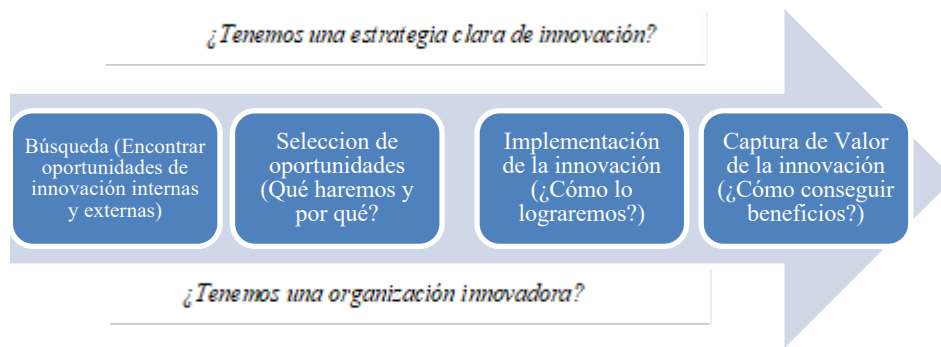 ¿Tenemos una estrategia clara de innovación?
Búsqueda (Encontrar
oportunidades de
innovación internas
y externas)
Seleccion de
oportunidades
(Qué haremos y
por qué?
Implementación
de la innovación
(¿Cómo lo
lograremos?)
Captura de Valor
de la innovación
(¿Cómo conseguir
beneficios?)
¿Tenemos una organización innovadora?